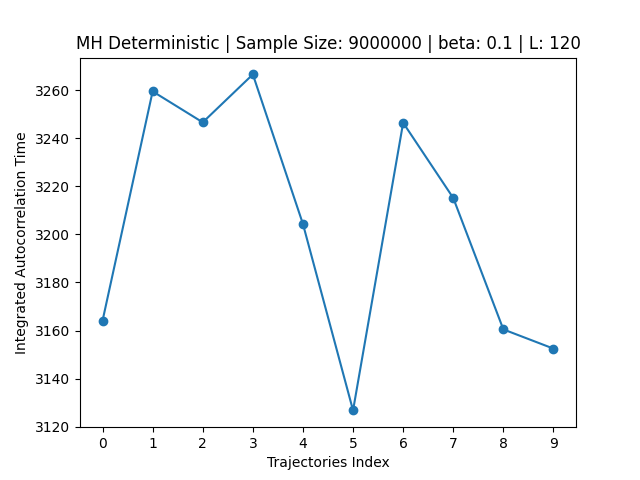 MH Deterministic | Sample Size: 9000000 | beta: 0.1 | L: 120
Integrated Autocorrelation Time
3260
3240
3220
3200
3180
3160
3140
3120
0 1 2 3 4 5 6 7 8 9
Trajectories Index